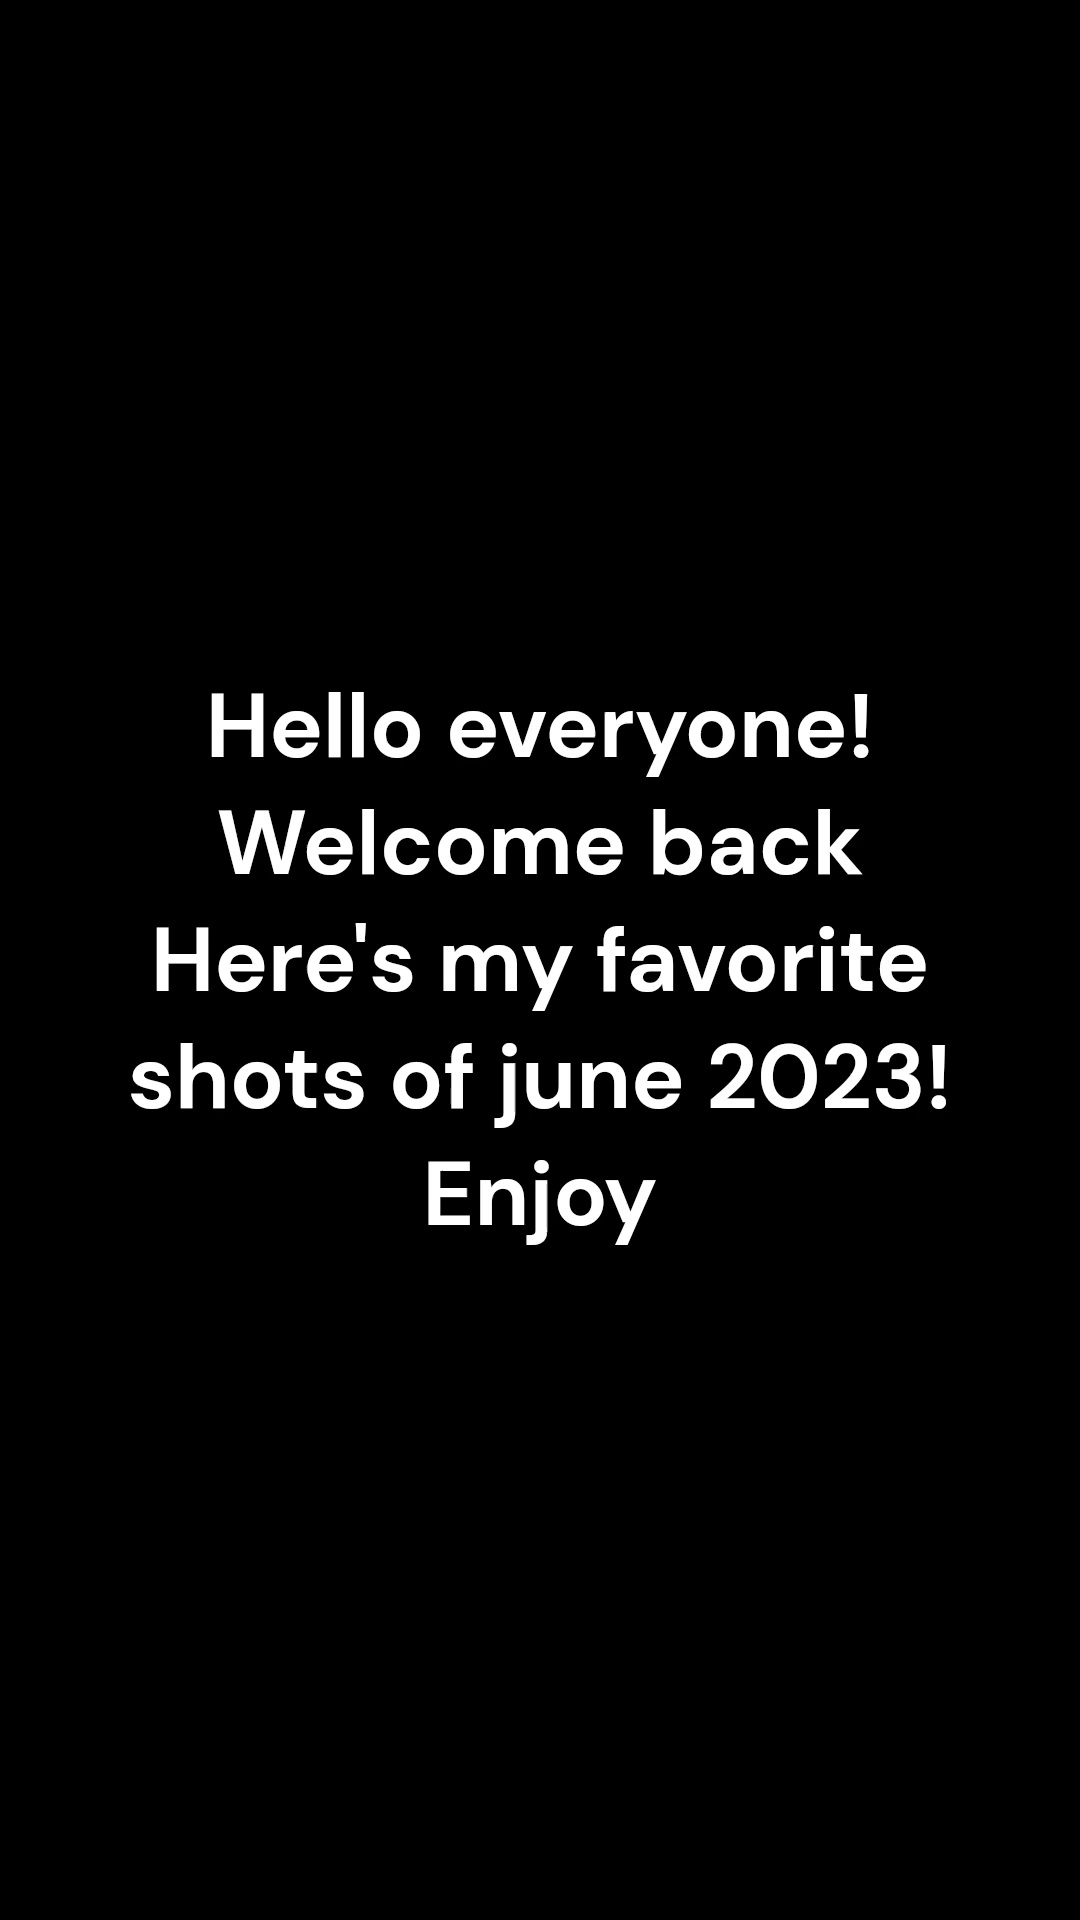 Hello everyone!
Welcome back
Here's my favorite
shots of june 2023!
Enjoy